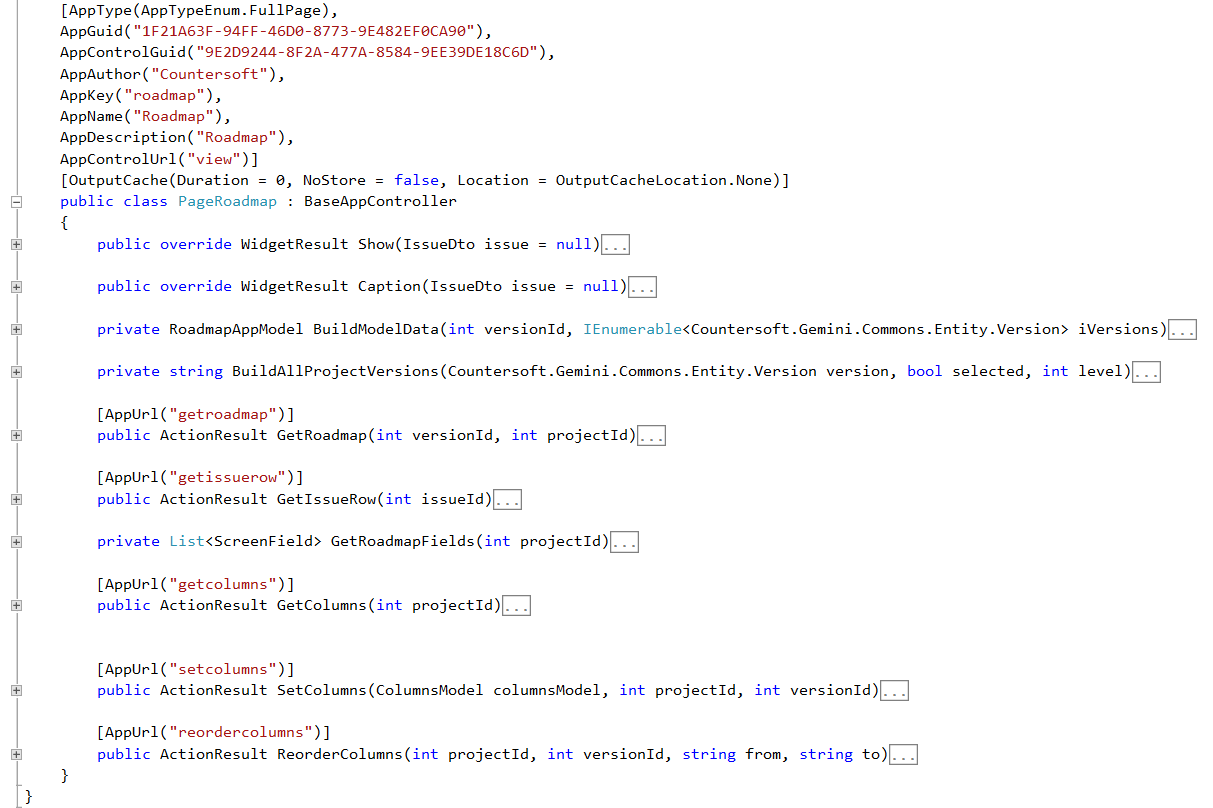 [AppType(AppTypeEnum.FullPage),
AppGuid("1F21A63F-94FF-46D0-8773-9E482EF0CA90"),
AppControlGuid("9E2D9244-8F2A-477A-8584-9EE39DE18C6D"),
AppAuthor("Countersoft"),
AppKey("roadmap"),
AppName("Roadmap"),
AppDescription("Roadmap"),
AppControlUrl("view")]
[OutputCache(Duration = 0, NoStore = false, Location = OutputCacheLocation.None)]
public class PageRoadmap : BaseAppController
{
public override WidgetResult Show(IssueDto issue = null)...
public override WidgetResult Caption(IssueDto issue = null)...
private RoadmapAppModel BuildModelData(int versionId, IEnumerable<Countersoft.Gemini.Commons.Entity.Version> iVersions)...
private string BuildAllProjectVersions(Countersoft.Gemini.Commons.Entity.Version version, bool selected, int level)...
[AppUrl("getroadmap")]
public ActionResult GetRoadmap(int versionId, int projectId)...
[AppUrl("getissuerow")]
public ActionResult GetIssueRow(int issueId)...
private List<ScreenField> GetRoadmapFields(int projectId)...
[AppUrl("getcolumns")]
public ActionResult GetColumns(int projectId)...
[AppUrl("setcolumns")]
public ActionResult SetColumns(ColumnsModel columnsModel, int projectId, int versionId)...
[AppUrl("reordercolumns")]
public ActionResult ReorderColumns(int projectId, int versionId, string from, string to)...
}
}